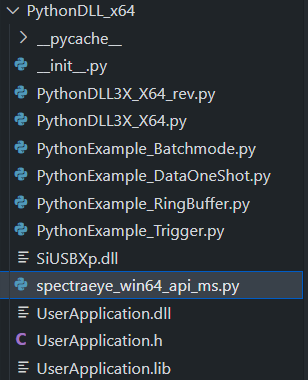 PythonDLL_x64
__pycache__
__init__.py
PythonDLL3X_X64_rev.py
PythonDLL3X_X64.py
PythonExample_Batchmode.py
PythonExample_DataOneShot.py
PythonExample_RingBuffer.py
PythonExample_Trigger.py
SiUSBXp.dll
spectraeye_win64_api_ms.py
UserApplication.dll
C UserApplication.h
UserApplication.lib